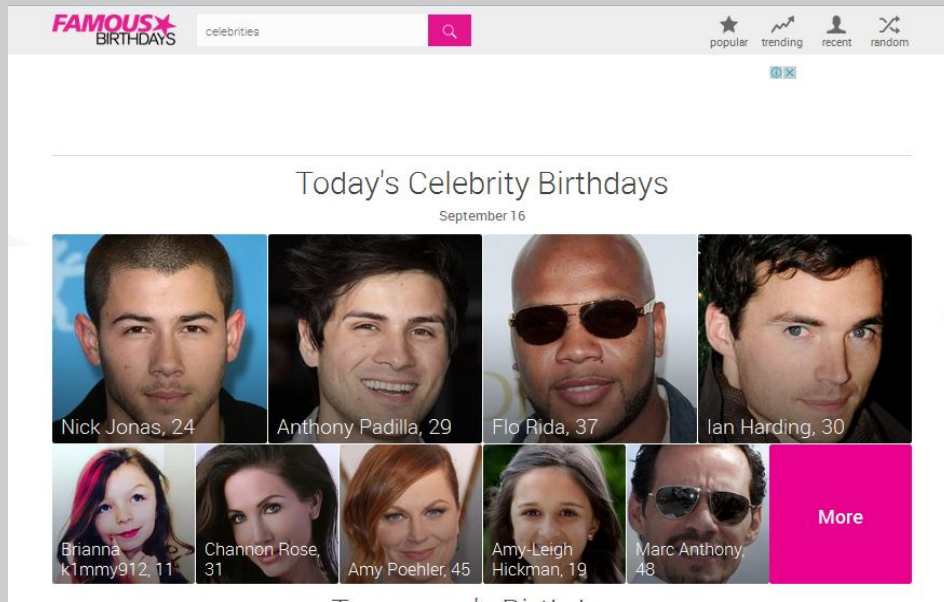 FAMOUS
BIRTHDAYS
celebrities
popular trending recent random
Today's Celebrity Birthdays
September 16
Nick Jonas, 24
Anthony Padilla, 29
Flo Rida, 37
Ian Harding, 30
Brianna
k1mmy912, 11
Channon Rose,
31
Amy Poehler, 45
Amy-Leigh
Hickman, 19
Marc Anthony,
48
More